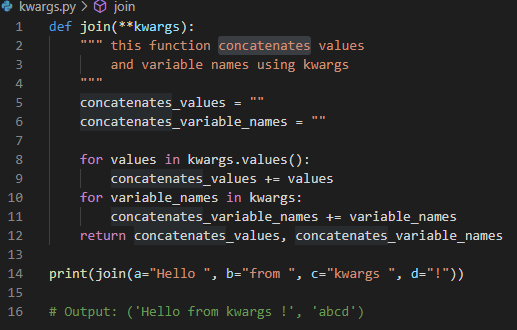 kwargs.py > join
1 def join(**kwargs):
2     """ this function concatenates values
3         and variable names using kwargs
4     """
5     concatenates_values = ""
6     concatenates_variable_names = ""
7
8     for values in kwargs.values():
9         concatenates_values += values
10     for variable_names in kwargs:
11         concatenates_variable_names += variable_names
12     return concatenates_values, concatenates_variable_names
13
14 print(join(a="Hello ", b="from ", c="kwargs ", d="!"))
15
16 # Output: ('Hello from kwargs !', 'abcd')